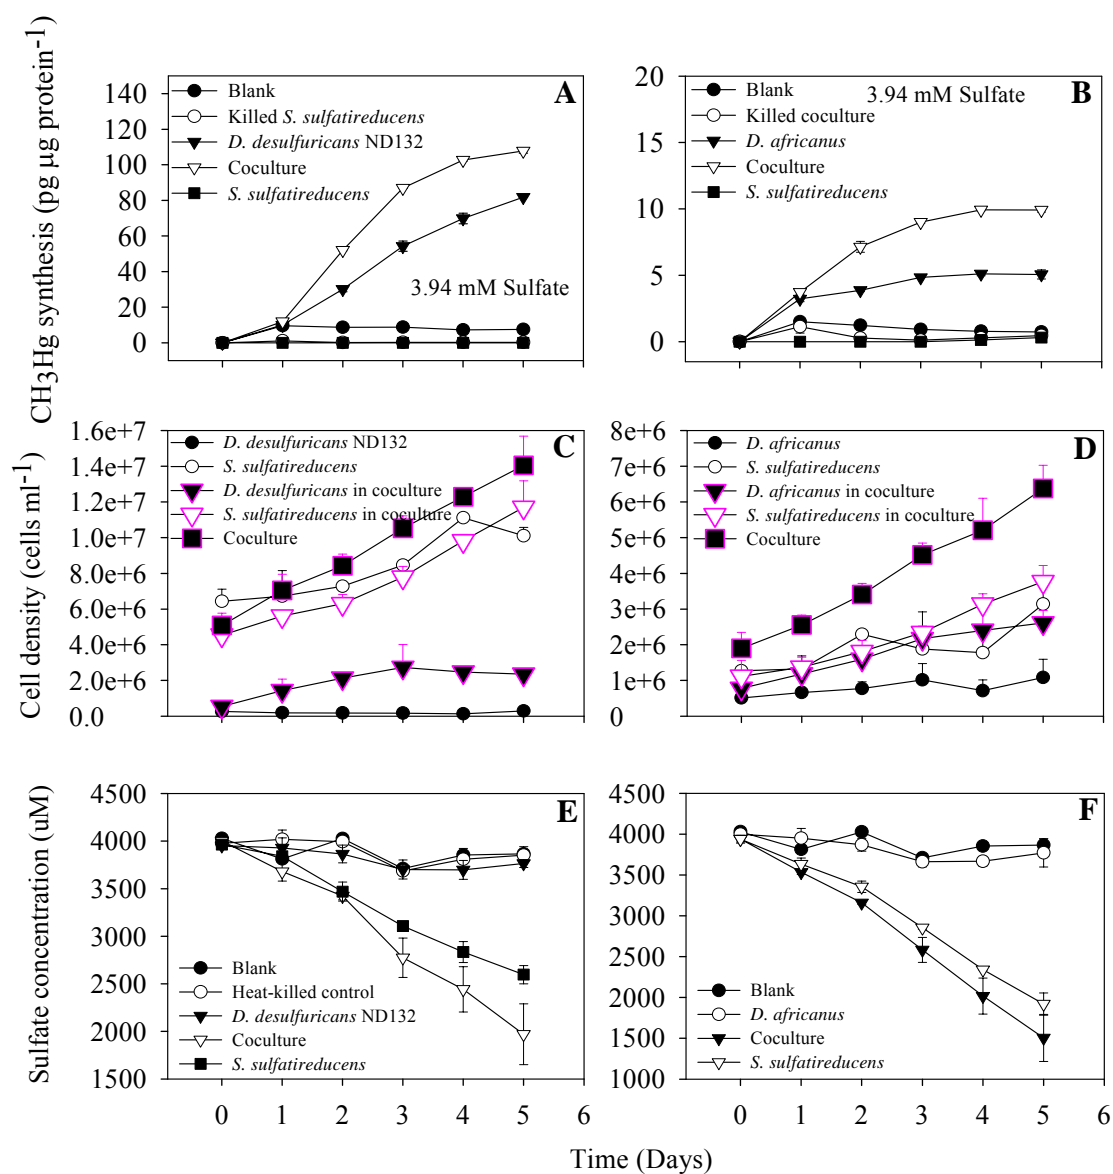 CH3Hg synthesis (pg µg protein-1)
140
120
100
80
60
40
20
0
Blank
Killed S. sulfatireducens
D. desulfuricans ND132
Coculture
S. sulfatireducens
A
3.94 mM Sulfate
20
15
10
5
0
Blank
Killed coculture
D. africanus
Coculture
S. sulfatireducens
3.94 mM Sulfate
B
Cell density (cells ml-1)
1.6e+7
1.4e+7
1.2e+7
1.0e+7
8.0e+6
6.0e+6
4.0e+6
2.0e+6
0.0
D. desulfuricans ND132
S. sulfatireducens
D. desulfuricans in coculture
S. sulfatireducens in coculture
Coculture
C
8e+6
7e+6
6e+6
5e+6
4e+6
3e+6
2e+6
1e+6
0
D. africanus
S. sulfatireducens
D. africanus in coculture
S. sulfatireducens in coculture
Coculture
D
Sulfate concentration (uM)
4500
4000
3500
3000
2500
2000
1500
E
Blank
Heat-killed control
D. desulfuricans ND132
Coculture
S. sulfatireducens
0 1 2 3 4 5 6
4500
4000
3500
3000
2500
2000
1500
1000
F
Blank
D. africanus
Coculture
S. sulfatireducens
0 1 2 3 4 5 6
Time (Days)